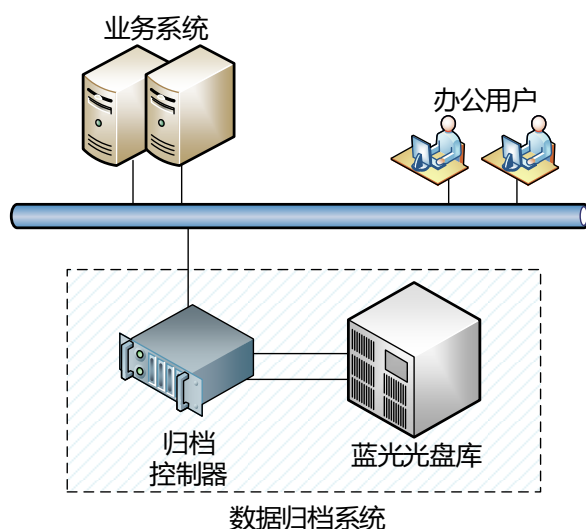 业务系统
办公用户
归档
控制器
蓝光光盘库
数据归档系统